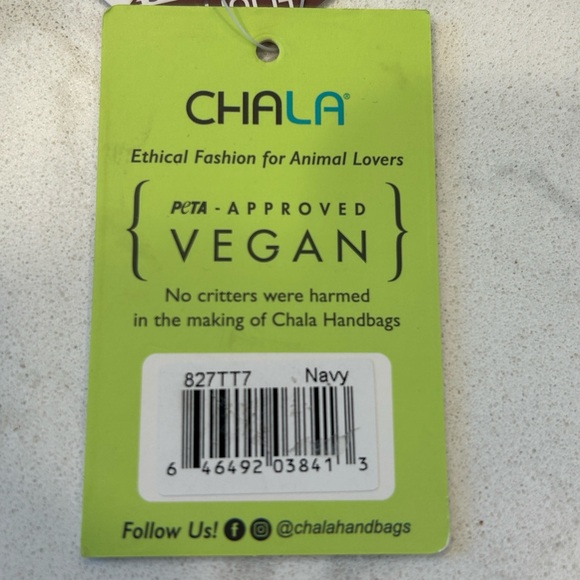 CHALA®
Ethical Fashion for Animal Lovers
PeTA - APPROVED
VEGAN
No critters were harmed
in the making of Chala Handbags
827TT7 Navy
6 46492 03841 3
Follow Us! @chalahandbags